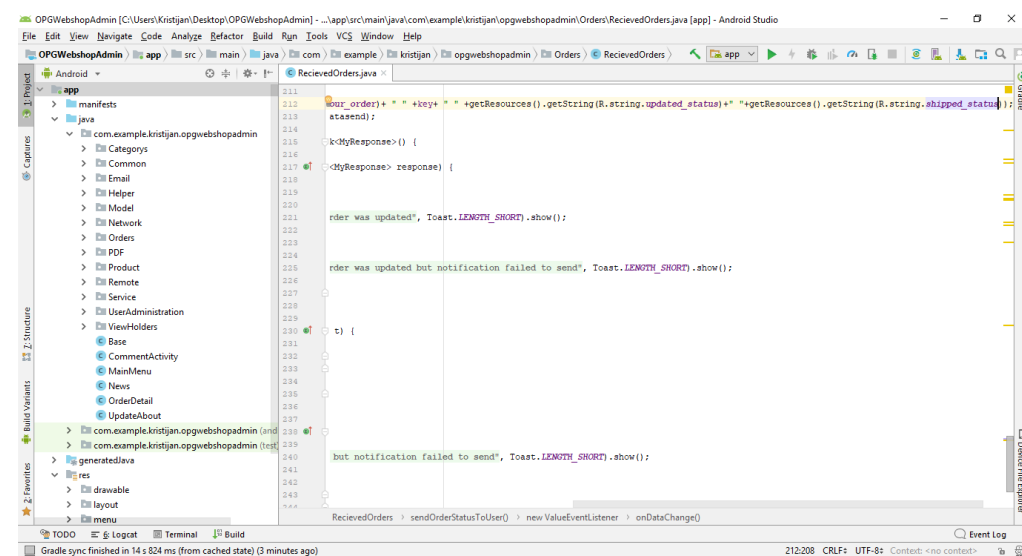 OPGWebshopAdmin [C:\Users\Kristijan\Desktop\OPGWebshopAdmin] - ...\app\src\main\java\com\example\kristijan\opgwebshopadmin\Orders\RecievedOrders.java [app] - Android Studio
File Edit View Navigate Code Analyze Refactor Build Run Tools VCS Window Help
OPGWebshopAdmin app src main java com example kristijan opgwebshopadmin Orders RecievedOrders app
Android RecievedOrders.java
1: Project
Captures
7: Structure
Build Variants
2: Favorites
app
manifests
java
com.example.kristijan.opgwebshopadmin
Categorys
Common
Email
Helper
Model
Network
Orders
PDF
Product
Remote
Service
UserAdministration
ViewHolders
Base
CommentActivity
MainMenu
News
OrderDetail
UpdateAbout
com.example.kristijan.opgwebshopadmin (and
com.example.kristijan.opgwebshopadmin (test
generatedJava
res
drawable
layout
menu
211
212 our_order)+ " " +key+ " " +getResources().getString(R.string.updated_status)+" "+getResources().getString(R.string.shipped_status));
213 atasend);
214
215 k<MyResponse>() {
216
217 <MyResponse> response) {
218
219
220
221 rder was updated", Toast.LENGTH_SHORT).show();
222
223
224
225 rder was updated but notification failed to send", Toast.LENGTH_SHORT).show();
226
227
228
229
230 t) {
231
232
233
234
235
236
237
238
239
240 but notification failed to send", Toast.LENGTH_SHORT).show();
241
242
243
244
RecievedOrders > sendOrderStatusToUser() > new ValueEventListener > onDataChange()
Gradle
Device File Explorer
TODO 6: Logcat Terminal Build Event Log
Gradle sync finished in 14 s 824 ms (from cached state) (3 minutes ago) 212:208 CRLF UTF-8 Context: <no context>